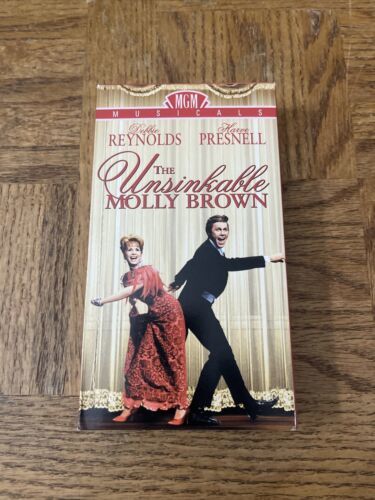 MGM
MUSICALS
Debbie Harve
REYNOLDS PRESNELL
THE
Unsinkable
MOLLY BROWN